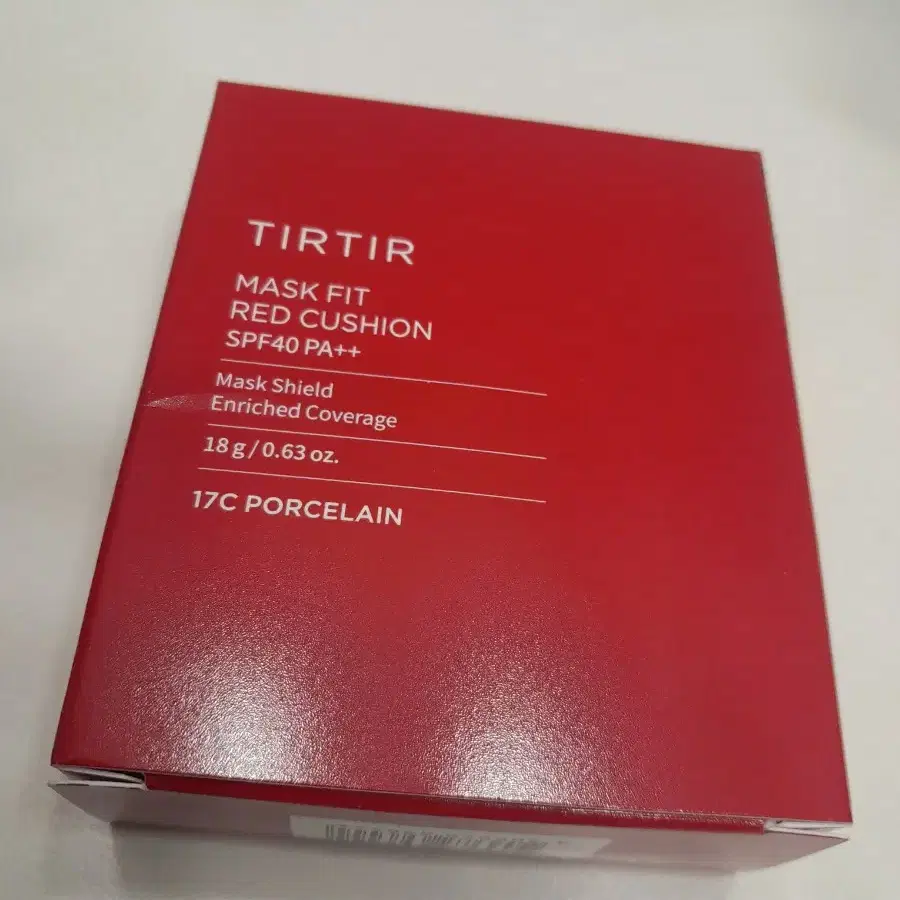 TIRTIR
MASK FIT
RED CUSHION
SPF40 PA++
Mask Shield
Enriched Coverage
18 g / 0.63 oz.
17C PORCELAIN